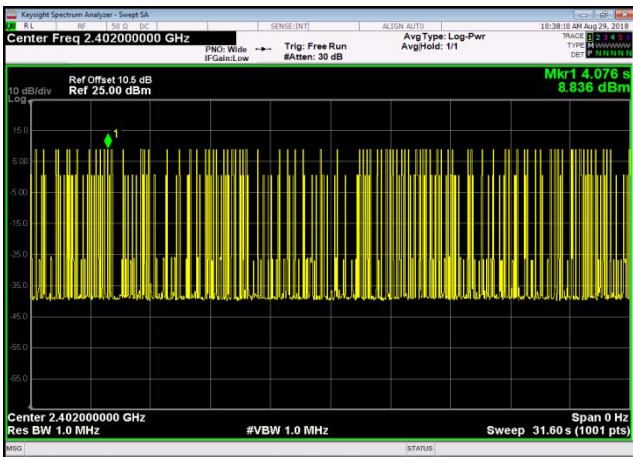 Keysight Spectrum Analyzer - Swept SA
RL RF 50 Ω DC SENSE:INT ALIGN AUTO 10:38:10 AM Aug 29, 2018
Center Freq 2.402000000 GHz
PNO: Wide
IFGain:Low
Trig: Free Run
#Atten: 30 dB
Avg Type: Log-Pwr
Avg|Hold: 1/1
TRACE 1 2 3 4 5 6
TYPE M WWWWW
DET P N N N N N
Mkr1 4.076 s
8.836 dBm
Ref Offset 10.5 dB
Ref 25.00 dBm
10 dB/div
Log
1
15.0
5.00
-5.00
-15.0
-25.0
-35.0
-45.0
-55.0
-65.0
Center 2.402000000 GHz
Res BW 1.0 MHz
#VBW 1.0 MHz
Span 0 Hz
Sweep 31.60 s (1001 pts)
MSG
STATUS